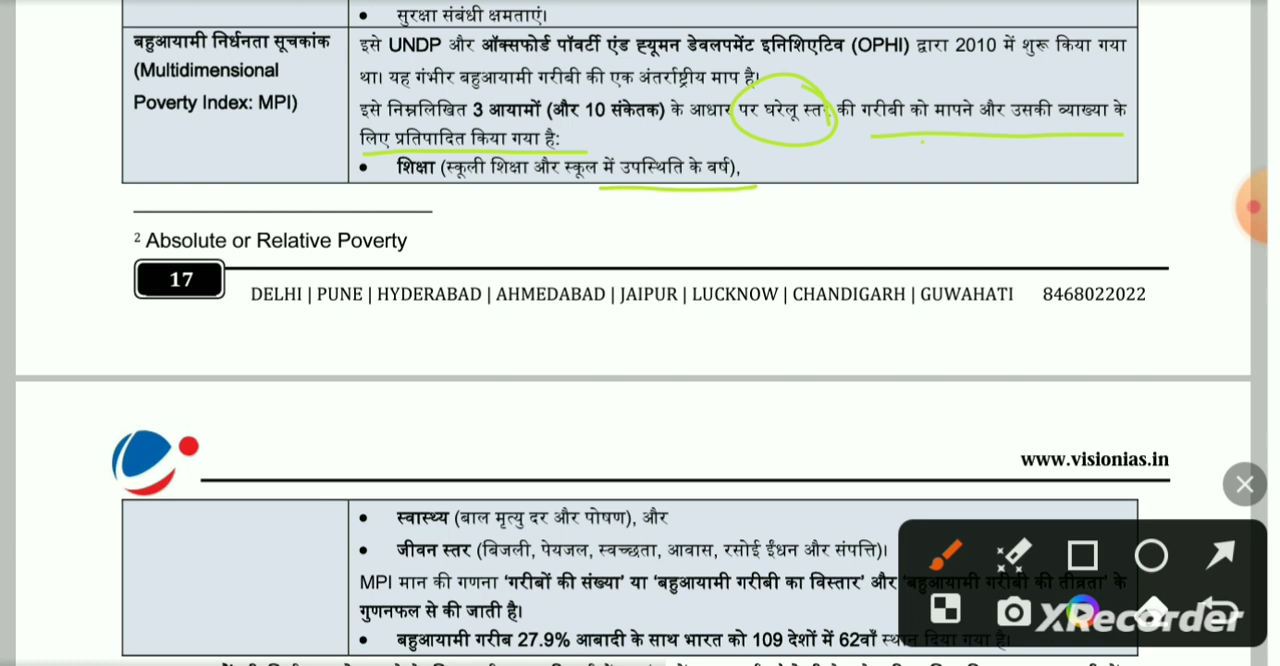 • सुरक्षा संबंधी क्षमताएं।
बहुआयामी निर्धनता सूचकांक
(Multidimensional
Poverty Index: MPI)
इसे UNDP और ऑक्सफोर्ड पॉवर्टी एंड ह्यूमन डेवलपमेंट इनिशिएटिव (OPHI) द्वारा 2010 में शुरू किया गया
था। यह गंभीर बहुआयामी गरीबी की एक अंतर्राष्ट्रीय माप है।
इसे निम्नलिखित 3 आयामों (और 10 संकेतक) के आधार पर घरेलू स्तर की गरीबी को मापने और उसकी व्याख्या के
लिए प्रतिपादित किया गया है:
• शिक्षा (स्कूली शिक्षा और स्कूल में उपस्थिति के वर्ष),
2 Absolute or Relative Poverty
17
DELHI | PUNE | HYDERABAD | AHMEDABAD | JAIPUR | LUCKNOW | CHANDIGARH | GUWAHATI 8468022022
www.visionias.in
• स्वास्थ्य (बाल मृत्यु दर और पोषण), और
• जीवन स्तर (बिजली, पेयजल, स्वच्छता, आवास, रसोई ईंधन और संपत्ति)।
MPI मान की गणना ‘गरीबों की संख्या’ या ‘बहुआयामी गरीबी का विस्तार’ और ‘बहुआयामी गरीबी की तीव्रता’ के
गुणनफल से की जाती है।
• बहुआयामी गरीब 27.9% आबादी के साथ भारत को 109 देशों में 62वाँ स्थान दिया गया है।
XRecorder